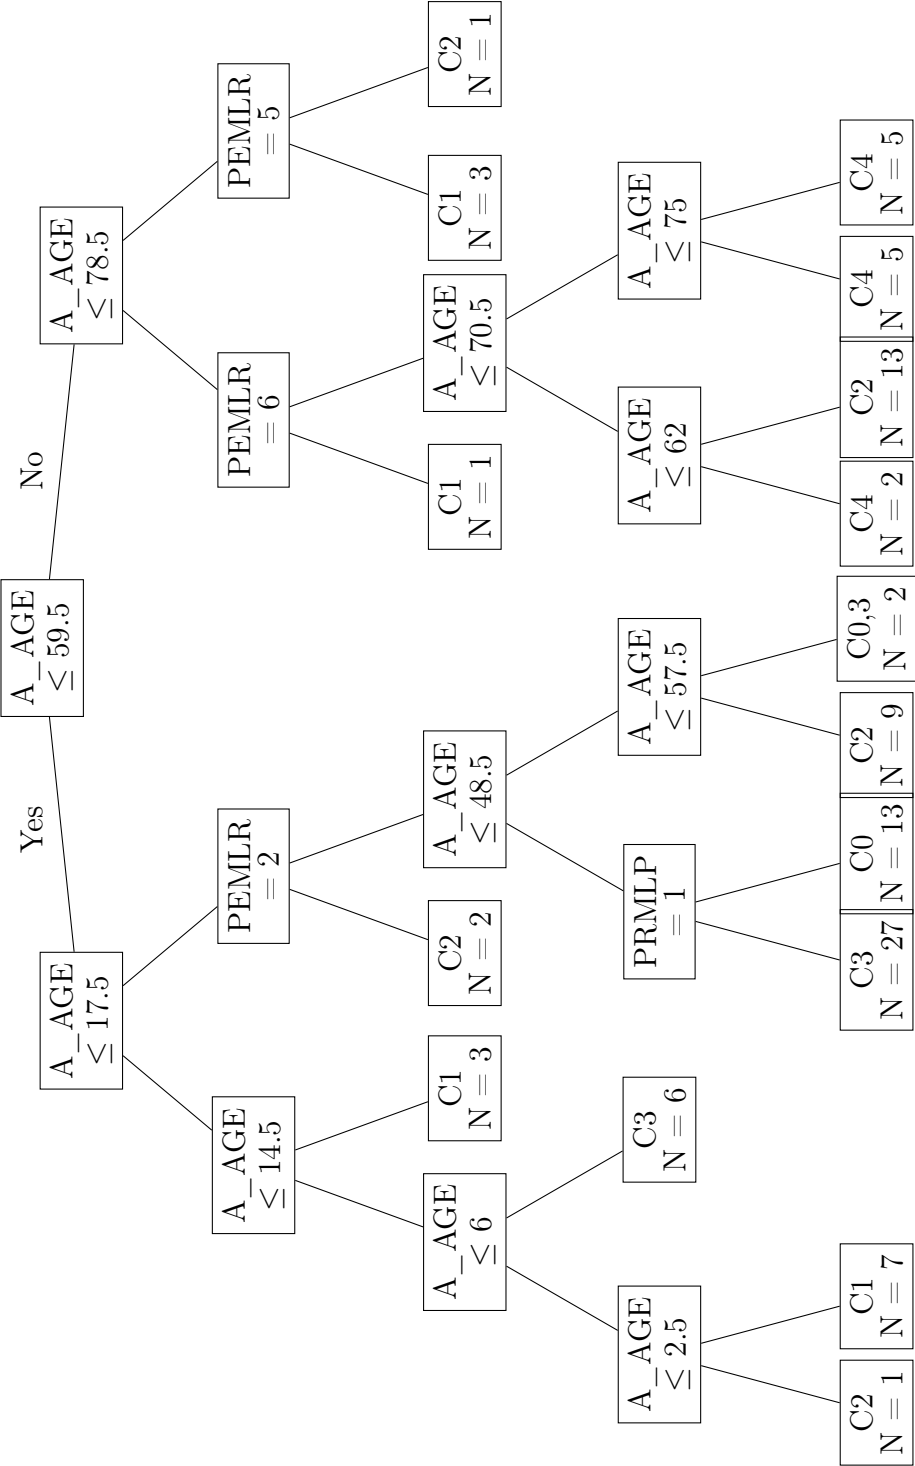 A_AGE
≤ 59.5
Yes
No
A_AGE
≤ 17.5
A_AGE
≤ 78.5
A_AGE
≤ 14.5
PEMLR
= 2
PEMLR
= 6
PEMLR
= 5
A_AGE
≤ 6
C1
N = 3
C2
N = 2
A_AGE
≤ 48.5
C1
N = 1
A_AGE
≤ 70.5
C1
N = 3
C2
N = 1
A_AGE
≤ 2.5
C3
N = 6
PRMLP
= 1
A_AGE
≤ 57.5
A_AGE
≤ 62
A_AGE
≤ 75
C2
N = 1
C1
N = 7
C3
N = 27
C0
N = 13
C2
N = 9
C0,3
N = 2
C4
N = 2
C2
N = 13
C4
N = 5
C4
N = 5